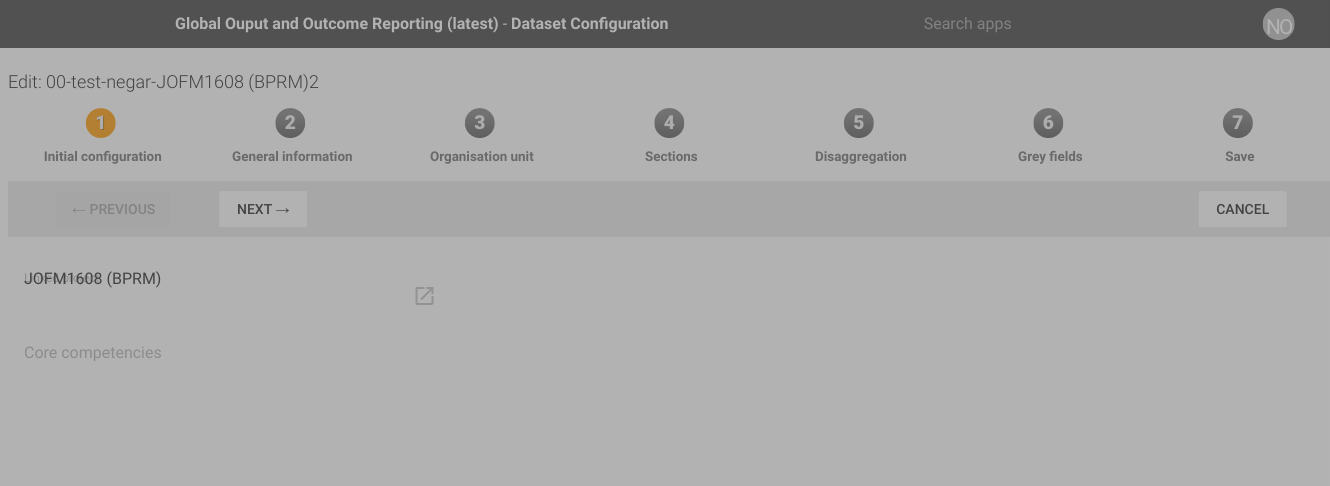 Global Ouput and Outcome Reporting (latest) - Dataset Configuration
Search apps
NO
Edit: 00-test-negar-JOFM1608 (BPRM)2
1 2 3 4 5 6 7
Initial configuration General information Organisation unit Sections Disaggregation Grey fields Save
← PREVIOUS NEXT → CANCEL
JOFM1608 (BPRM)
Core competencies